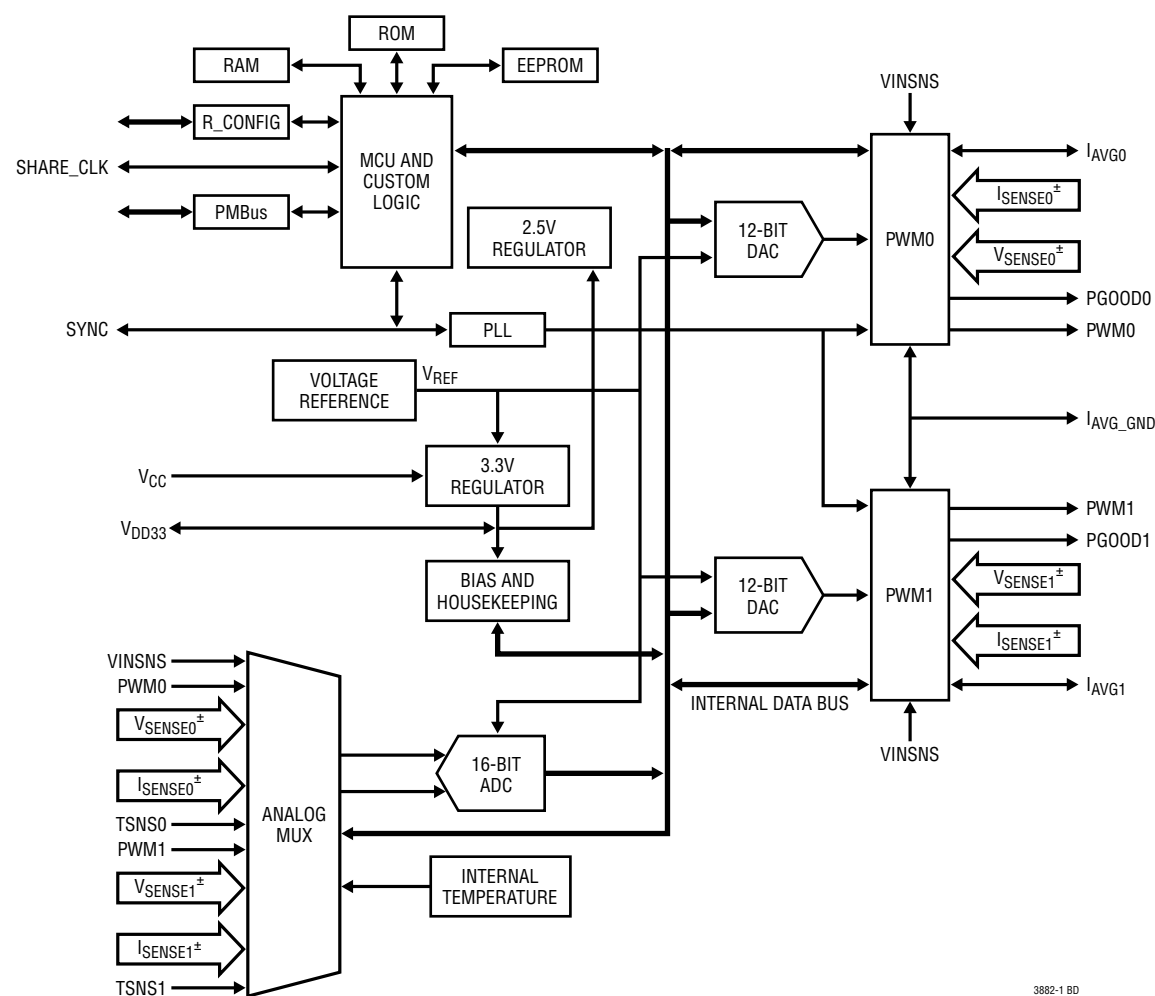 ROM
RAM
EEPROM
VINSNS
R_CONFIG
SHARE_CLK
MCU AND
CUSTOM
LOGIC
PMBus
2.5V
REGULATOR
12-BIT
DAC
PWM0
IAVG0
ISENSE0±
VSENSE0±
PGOOD0
PWM0
SYNC
PLL
VOLTAGE
REFERENCE
VREF
IAVG_GND
VCC
3.3V
REGULATOR
VDD33
BIAS AND
HOUSEKEEPING
12-BIT
DAC
PWM1
PWM1
PGOOD1
VSENSE1±
ISENSE1±
IAVG1
INTERNAL DATA BUS
VINSNS
VINSNS
PWM0
VSENSE0±
ISENSE0±
TSNS0
PWM1
VSENSE1±
ISENSE1±
TSNS1
ANALOG
MUX
16-BIT
ADC
INTERNAL
TEMPERATURE
3882-1 BD